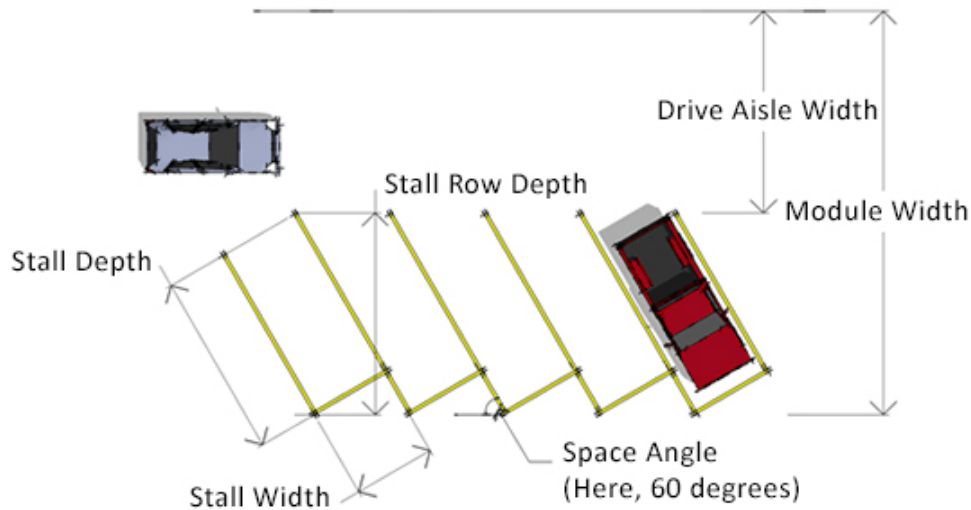 Drive Aisle Width
Stall Row Depth
Module Width
Stall Depth
Space Angle
(Here, 60 degrees)
Stall Width